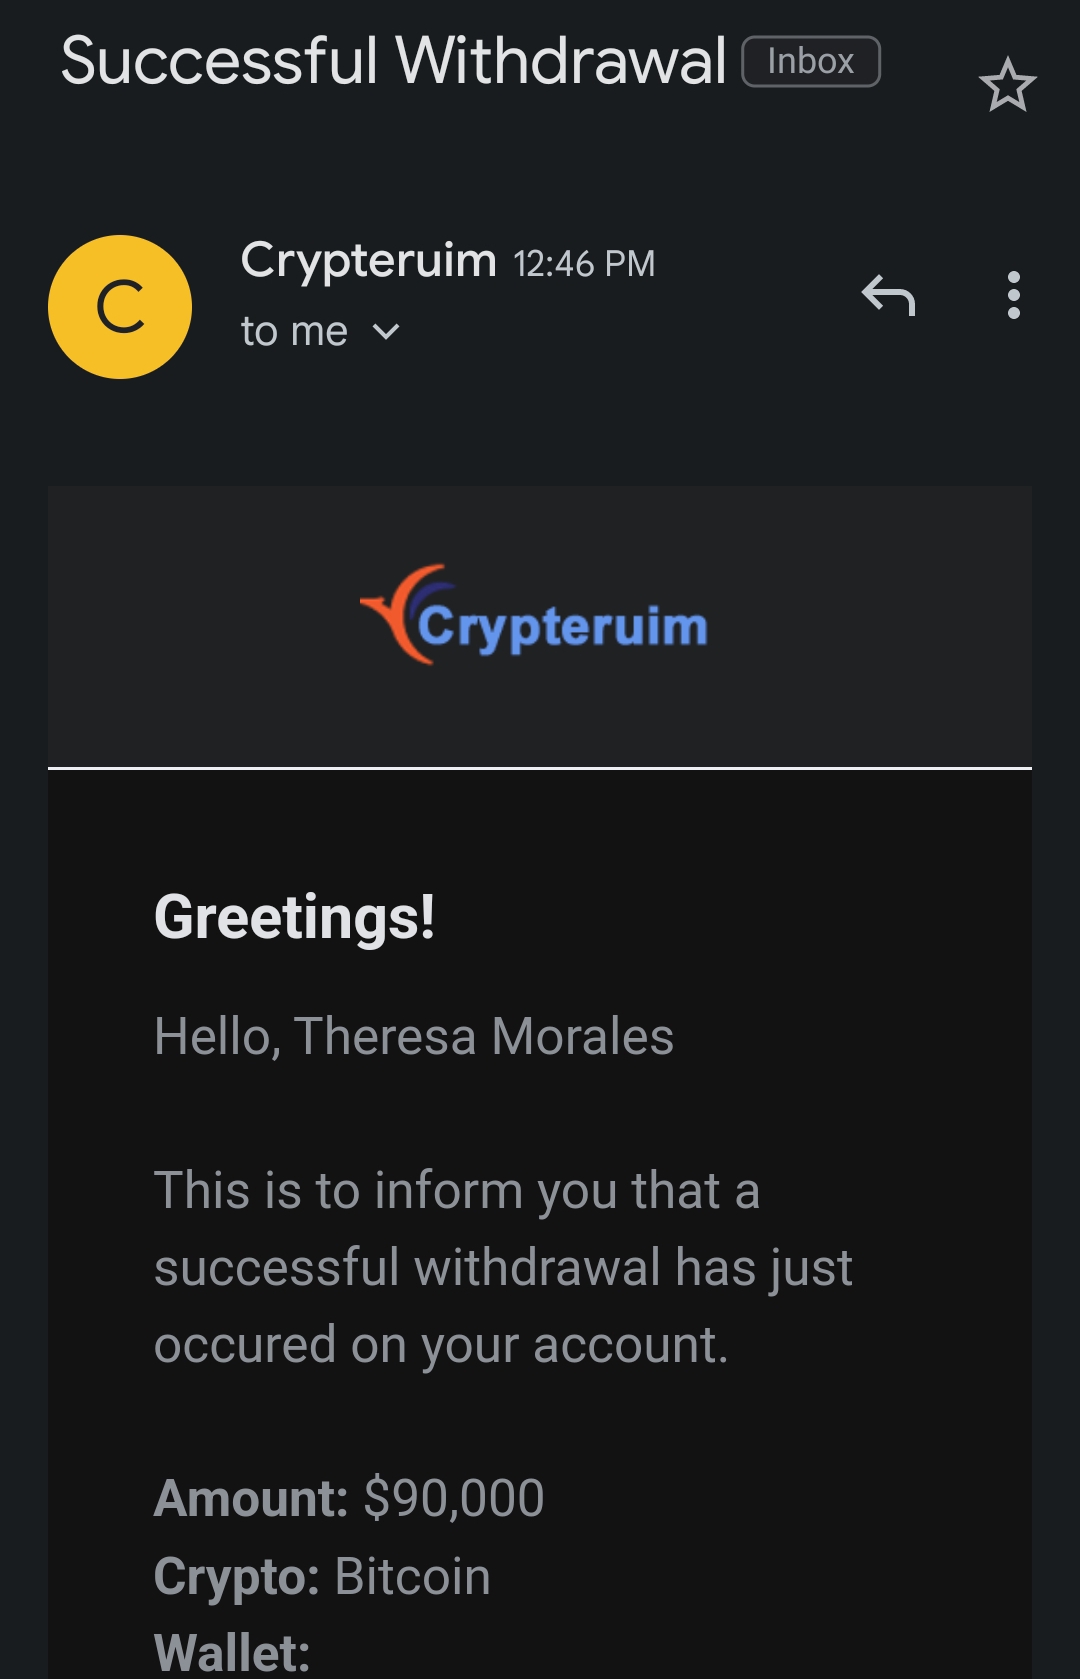 Successful Withdrawal Inbox
C
Crypteruim 12:46 PM
to me
Crypteruim
Greetings!
Hello, Theresa Morales
This is to inform you that a
successful withdrawal has just
occured on your account.
Amount: $90,000
Crypto: Bitcoin
Wallet: